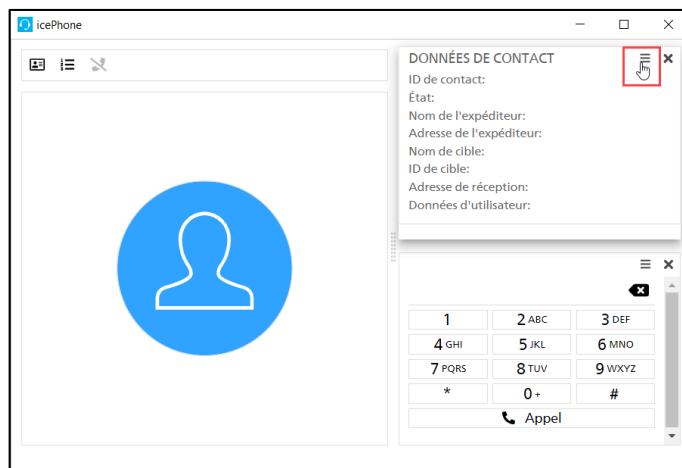 icePhone
DONNÉES DE CONTACT
ID de contact:
État:
Nom de l'expéditeur:
Adresse de l'expéditeur:
Nom de cible:
ID de cible:
Adresse de réception:
Données d'utilisateur:
1 2 ABC 3 DEF
4 GHI 5 JKL 6 MNO
7 PQRS 8 TUV 9 WXYZ
* 0 + #
Appel